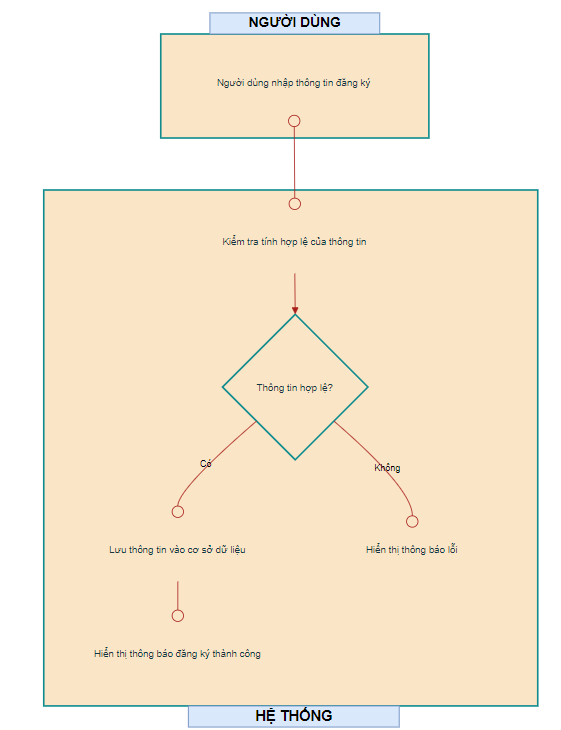 NGƯỜI DÙNG
Người dùng nhập thông tin đăng ký
Kiểm tra tính hợp lệ của thông tin
Thông tin hợp lệ?
Có
Không
Lưu thông tin vào cơ sở dữ liệu
Hiển thị thông báo lỗi
Hiển thị thông báo đăng ký thành công
HỆ THỐNG